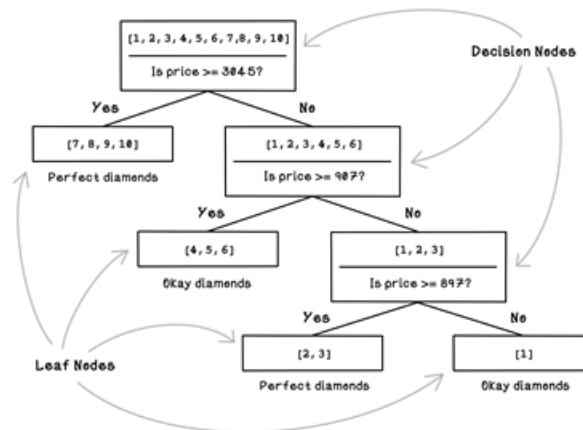 [1, 2, 3, 4, 5, 6, 7, 8, 9, 10]
Is price >= 3045?
Decision Nodes
Yes
No
[7, 8, 9, 10]
Perfect diamonds
[1, 2, 3, 4, 5, 6]
Is price >= 907?
Yes
No
[4, 5, 6]
Okay diamonds
[1, 2, 3]
Is price >= 897?
Yes
No
Leaf Nodes
[2, 3]
Perfect diamonds
[1]
Okay diamonds